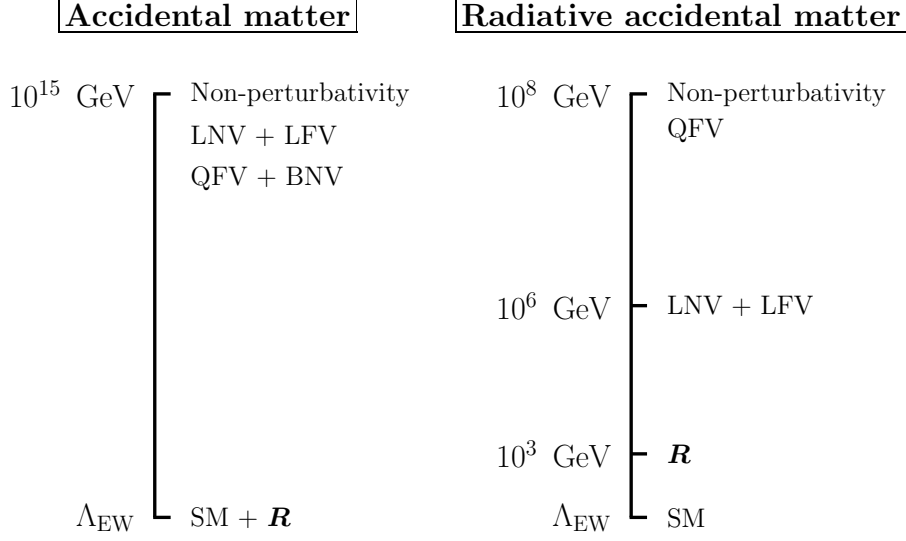 Accidental matter
10^15 GeV Non-perturbativity
LNV + LFV
QFV + BNV
Λ_EW SM + R
Radiative accidental matter
10^8 GeV Non-perturbativity
QFV
10^6 GeV LNV + LFV
10^3 GeV R
Λ_EW SM